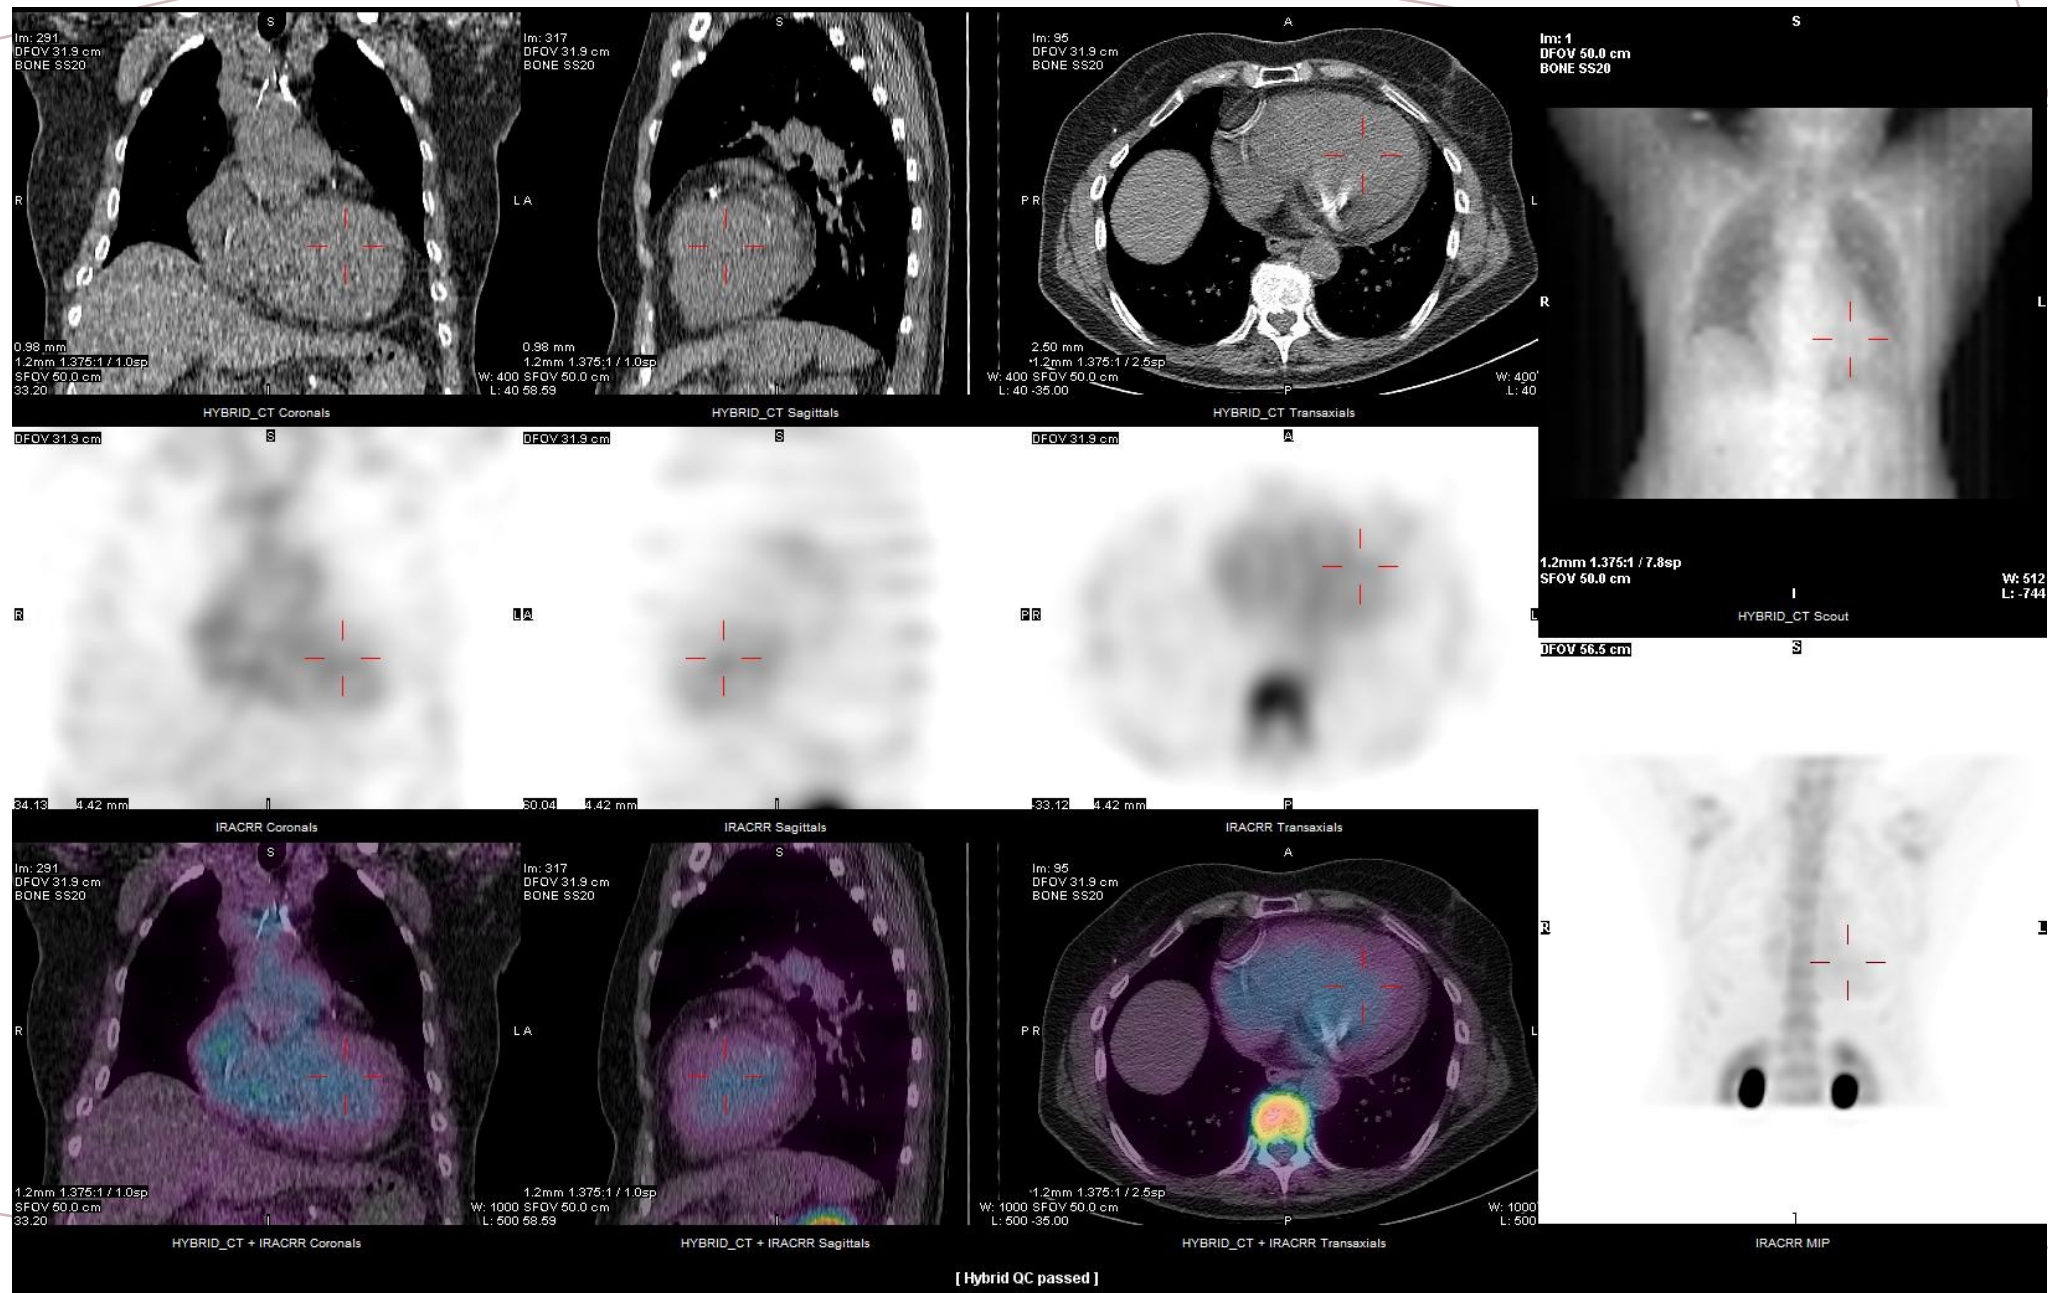 S
Im: 291
DFOV 31.9 cm
BONE SS20
R
L
0.98 mm
1.2mm 1.375:1 / 1.0sp
SFOV 50.0 cm
33.20
W: 400
L: 40
I
HYBRID_CT Coronals
S
Im: 317
DFOV 31.9 cm
BONE SS20
A
P
0.98 mm
1.2mm 1.375:1 / 1.0sp
SFOV 50.0 cm
58.59
W: 400
L: 40
I
HYBRID_CT Sagittals
A
Im: 95
DFOV 31.9 cm
BONE SS20
R
L
2.50 mm
*1.2mm 1.375:1 / 2.5sp
SFOV 50.0 cm
-35.00
W: 400
L: 40
P
HYBRID_CT Transaxials
S
Im: 1
DFOV 50.0 cm
BONE SS20
R
L
1.2mm 1.375:1 / 7.8sp
SFOV 50.0 cm
I
W: 512
L: -744
HYBRID_CT Scout
DFOV 31.9 cm
S
R
L
34.13 4.42 mm
I
IRACRR Coronals
DFOV 31.9 cm
S
A
P
60.04 4.42 mm
I
IRACRR Sagittals
DFOV 31.9 cm
A
R
L
-33.12 4.42 mm
P
IRACRR Transaxials
DFOV 56.5 cm
S
R
L
I
IRACRR MIP
S
Im: 291
DFOV 31.9 cm
BONE SS20
R
L
1.2mm 1.375:1 / 1.0sp
SFOV 50.0 cm
33.20
W: 1000
L: 500
I
HYBRID_CT + IRACRR Coronals
S
Im: 317
DFOV 31.9 cm
BONE SS20
A
P
1.2mm 1.375:1 / 1.0sp
SFOV 50.0 cm
58.59
W: 1000
L: 500
I
HYBRID_CT + IRACRR Sagittals
A
Im: 95
DFOV 31.9 cm
BONE SS20
R
L
*1.2mm 1.375:1 / 2.5sp
SFOV 50.0 cm
-35.00
W: 1000
L: 500
P
HYBRID_CT + IRACRR Transaxials
[ Hybrid QC passed ]